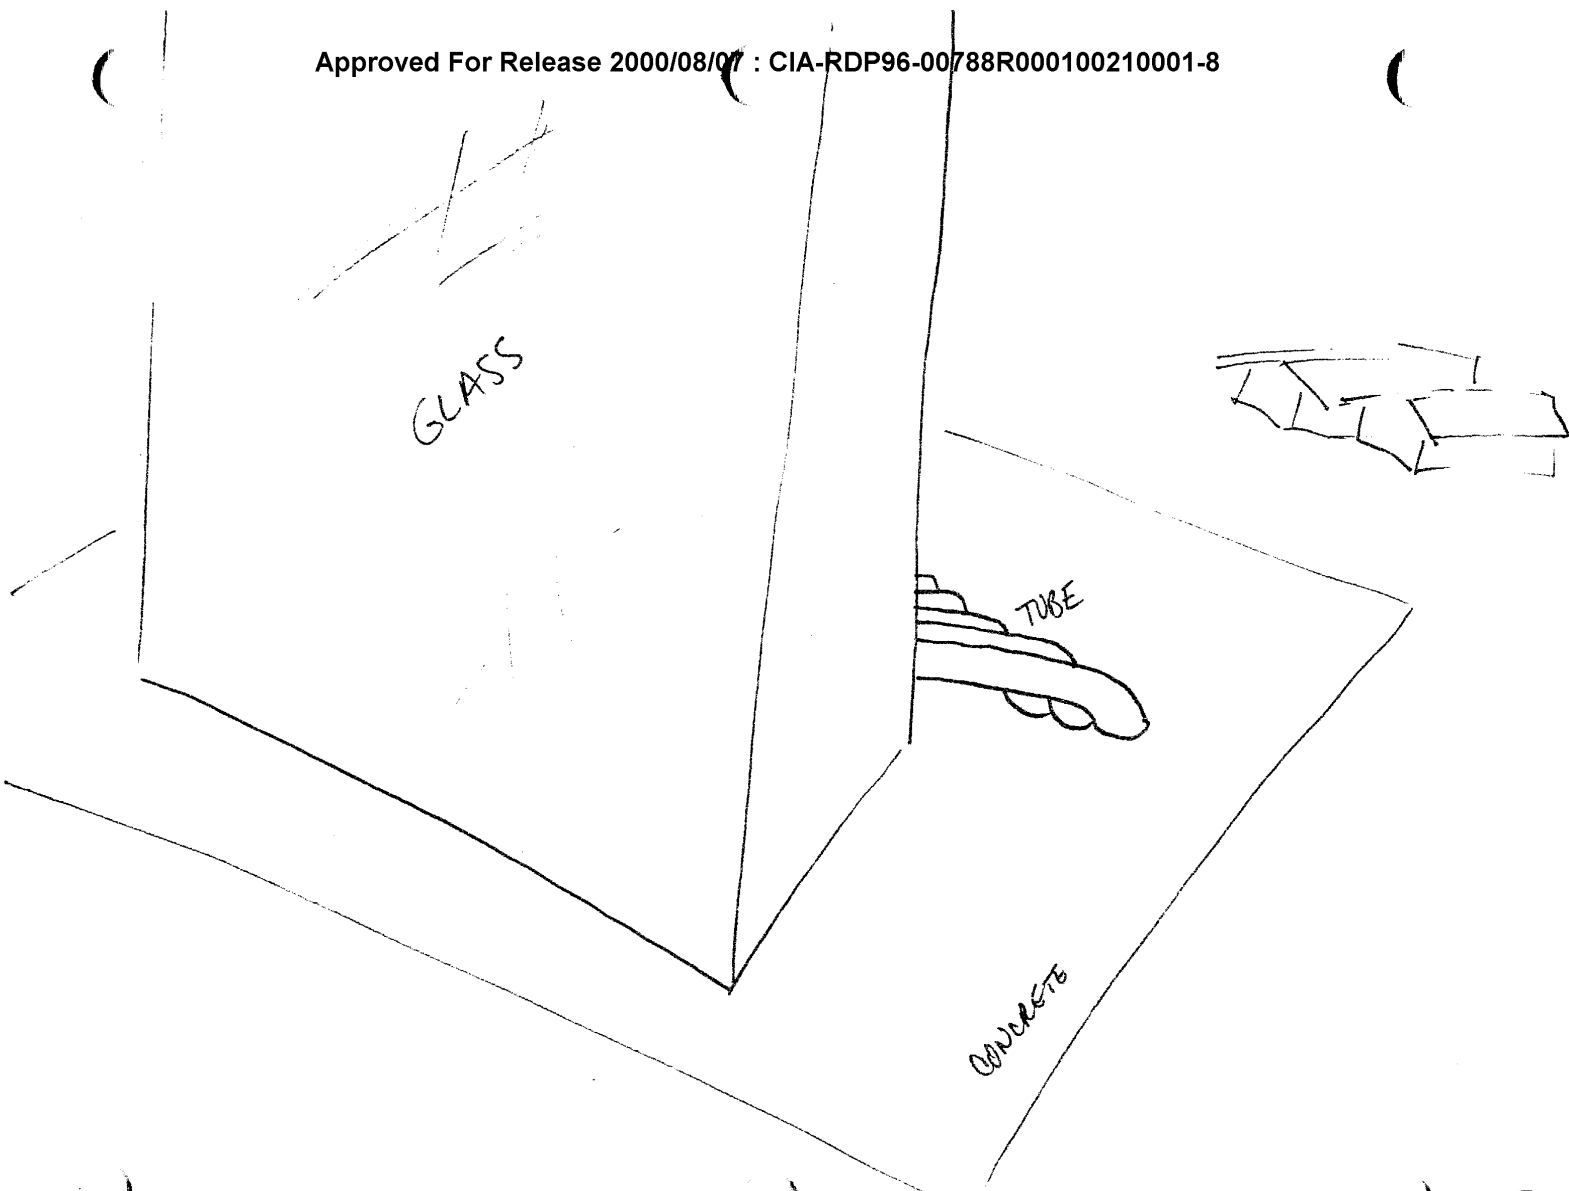 Approved For Release 2000/08/07 : CIA-RDP96-00788R000100210001-8
GLASS
TUBE
CONCRETE